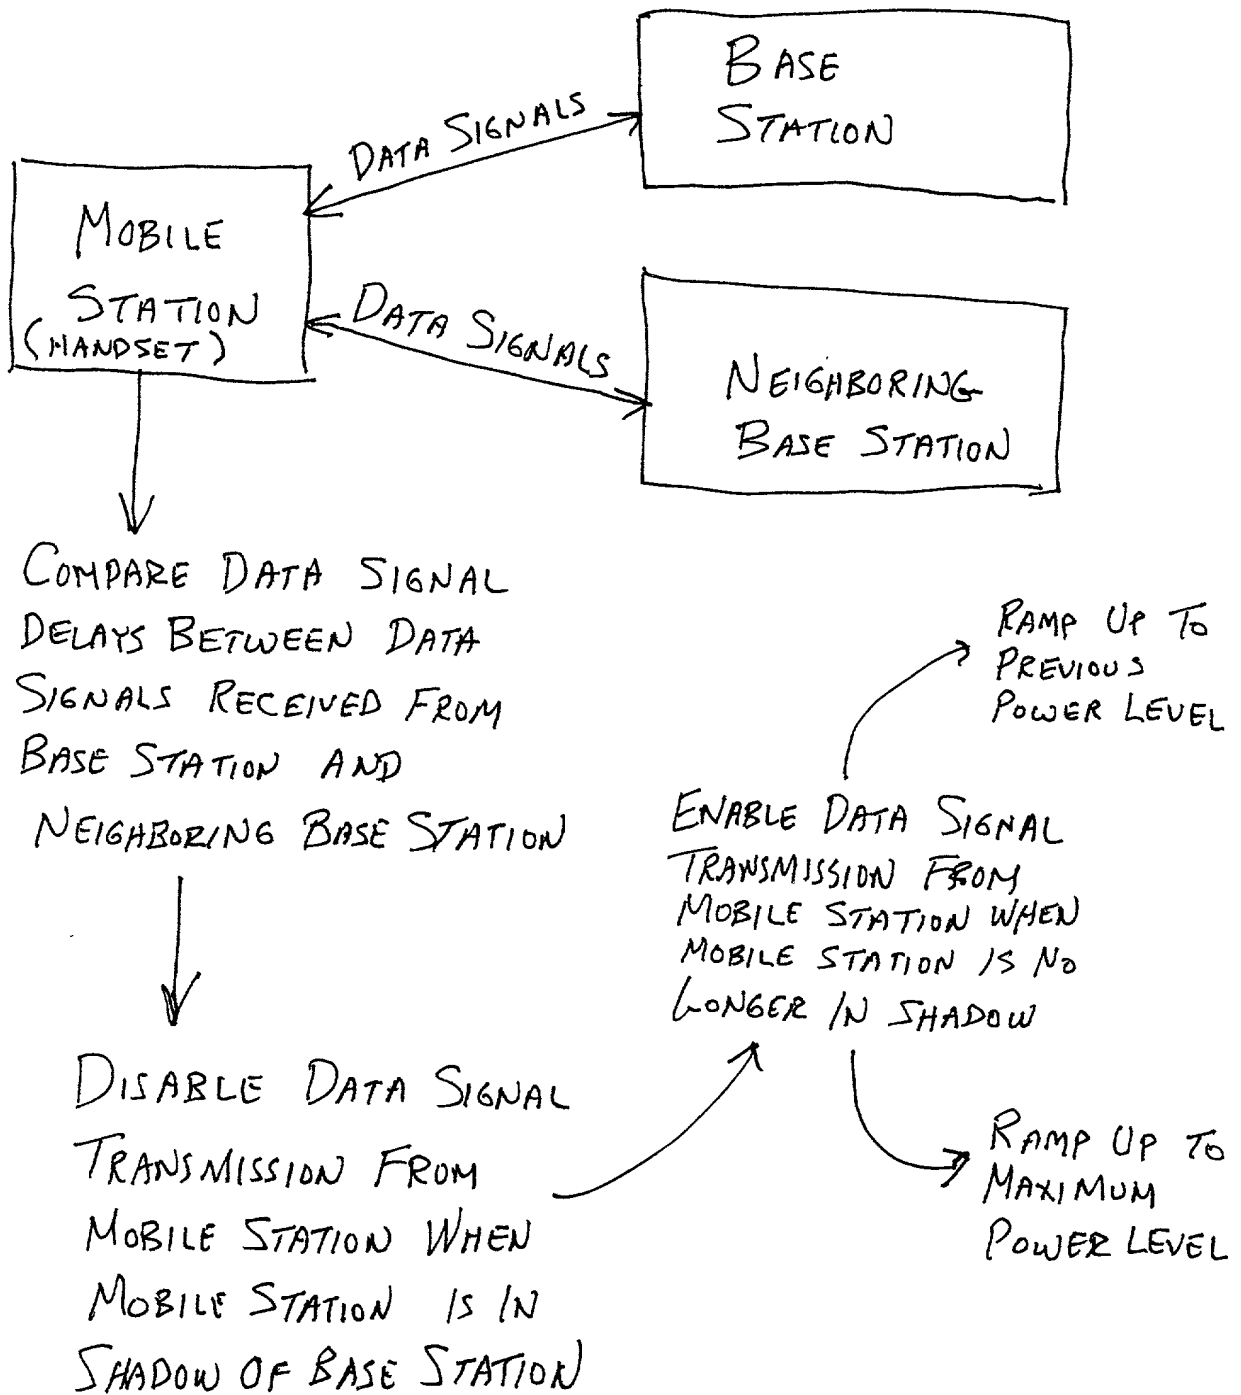 BASE
STATION
DATA SIGNALS
MOBILE
STATION
(HANDSET)
DATA SIGNALS
NEIGHBORING
BASE STATION
COMPARE DATA SIGNAL
DELAYS BETWEEN DATA
SIGNALS RECEIVED FROM
BASE STATION AND
NEIGHBORING BASE STATION
RAMP UP TO
PREVIOUS
POWER LEVEL
ENABLE DATA SIGNAL
TRANSMISSION FROM
MOBILE STATION WHEN
MOBILE STATION IS NO
LONGER IN SHADOW
DISABLE DATA SIGNAL
TRANSMISSION FROM
MOBILE STATION WHEN
MOBILE STATION IS IN
SHADOW OF BASE STATION
RAMP UP TO
MAXIMUM
POWER LEVEL